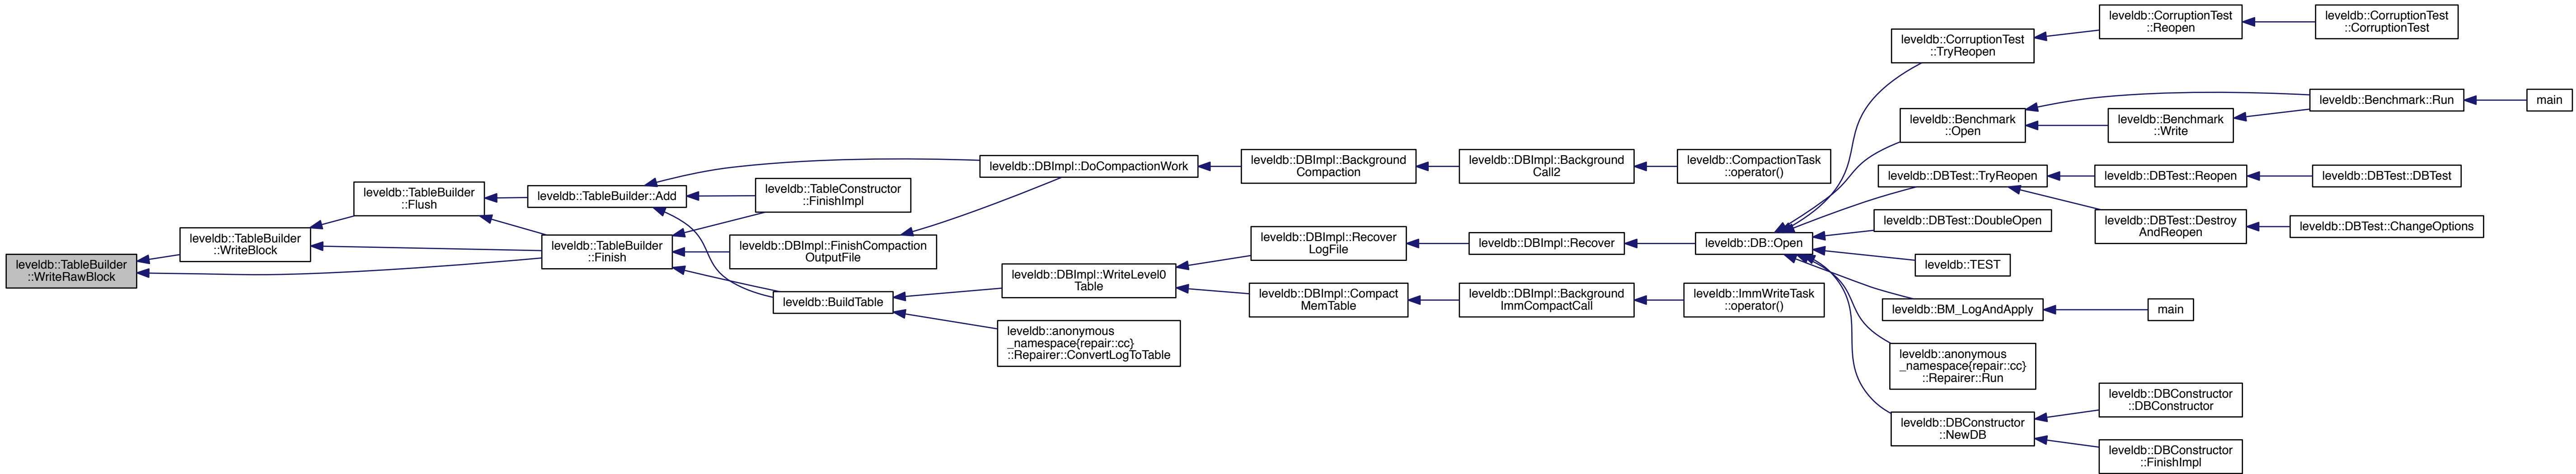 leveldb::TableBuilder
::WriteRawBlock
leveldb::TableBuilder
::WriteBlock
leveldb::TableBuilder
::Flush
leveldb::TableBuilder::Add
leveldb::TableBuilder
::Finish
leveldb::DBImpl::DoCompactionWork
leveldb::TableConstructor
::FinishImpl
leveldb::DBImpl::FinishCompaction
OutputFile
leveldb::BuildTable
leveldb::DBImpl::WriteLevel0
Table
leveldb::anonymous
_namespace{repair::cc}
::Repairer::ConvertLogToTable
leveldb::DBImpl::Background
Compaction
leveldb::DBImpl::Background
Call2
leveldb::CompactionTask
::operator()
leveldb::DBImpl::Recover
LogFile
leveldb::DBImpl::Recover
leveldb::DB::Open
leveldb::DBImpl::Compact
MemTable
leveldb::DBImpl::Background
ImmCompactCall
leveldb::ImmWriteTask
::operator()
leveldb::CorruptionTest
::TryReopen
leveldb::CorruptionTest
::Reopen
leveldb::CorruptionTest
::CorruptionTest
leveldb::Benchmark
::Open
leveldb::Benchmark
::Write
leveldb::Benchmark::Run
main
leveldb::DBTest::TryReopen
leveldb::DBTest::Reopen
leveldb::DBTest::DBTest
leveldb::DBTest::DoubleOpen
leveldb::DBTest::Destroy
AndReopen
leveldb::DBTest::ChangeOptions
leveldb::TEST
leveldb::BM_LogAndApply
main
leveldb::anonymous
_namespace{repair::cc}
::Repairer::Run
leveldb::DBConstructor
::NewDB
leveldb::DBConstructor
::DBConstructor
leveldb::DBConstructor
::FinishImpl